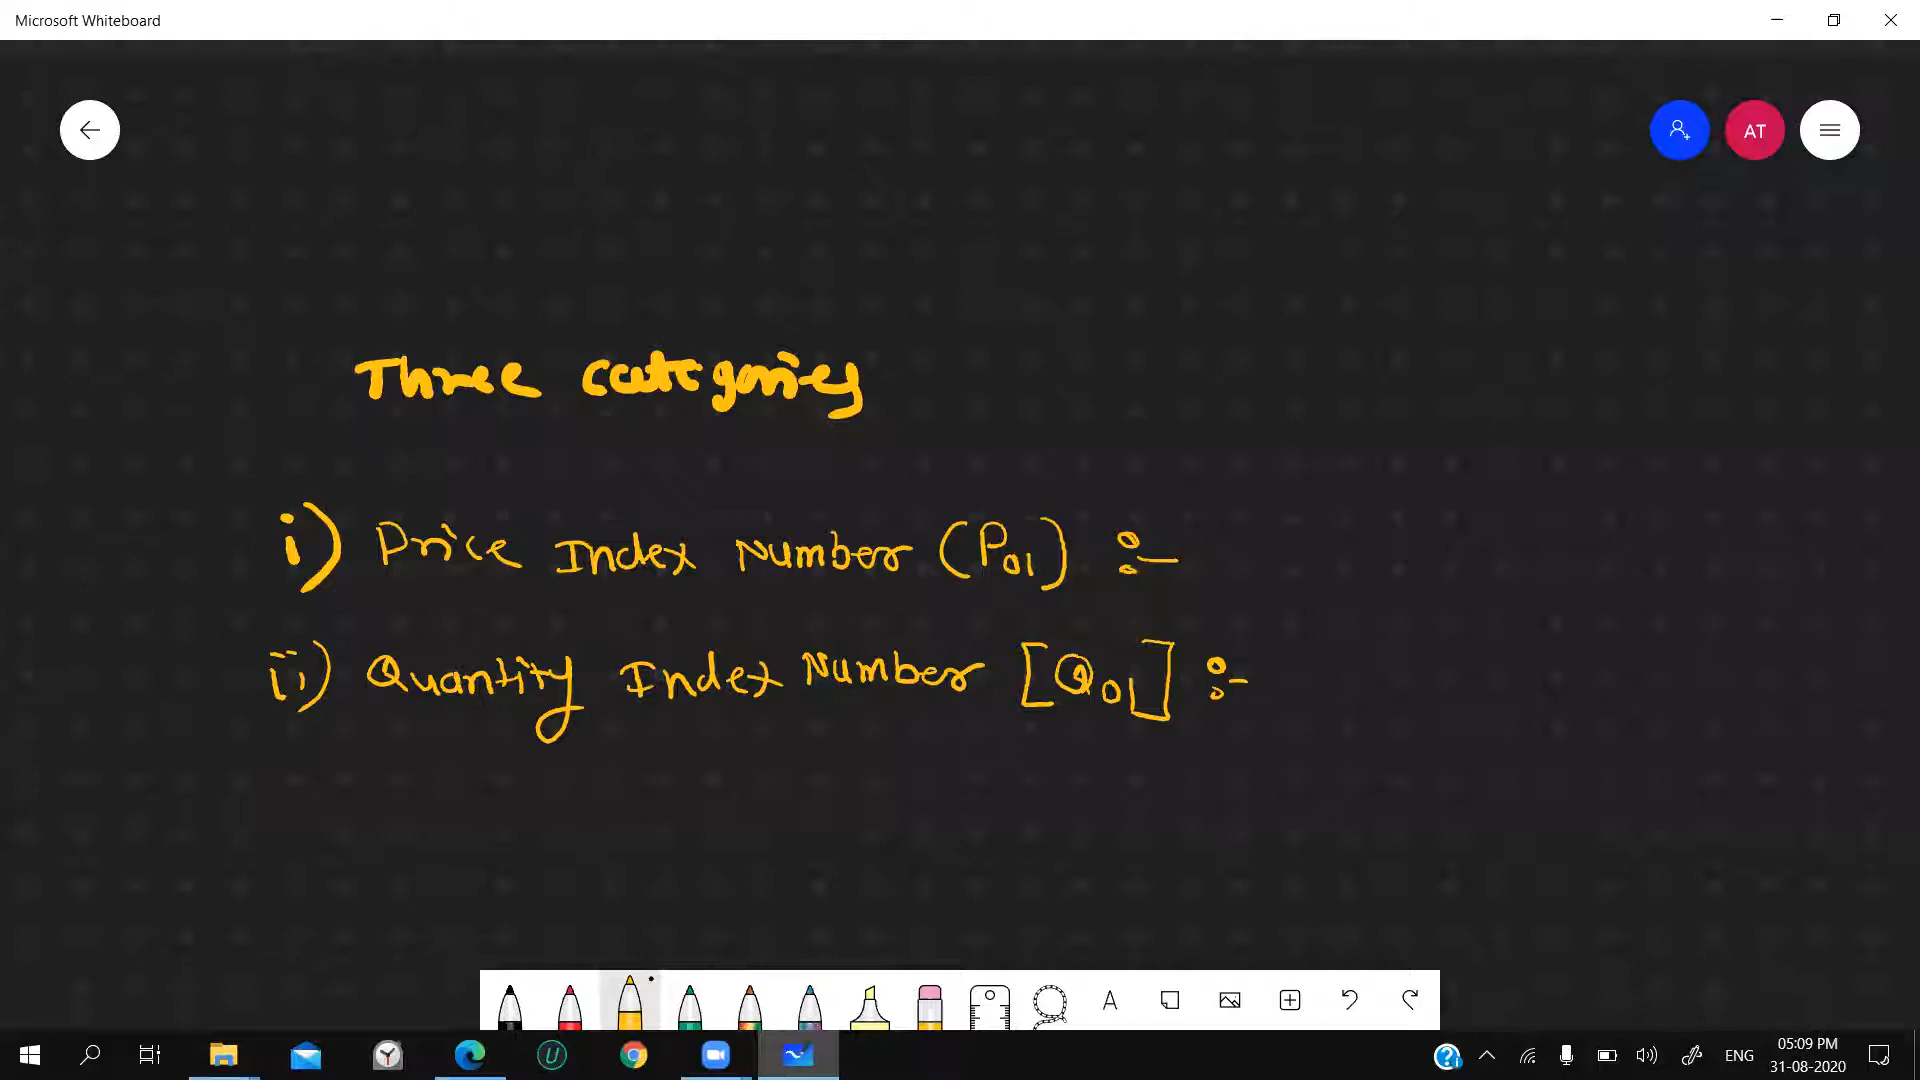 Microsoft Whiteboard
AT
Three categories
i) Price Index Number (P01) :-
ii) Quantity Index Number [Q01] :-
A
ENG
05:09 PM
31-08-2020